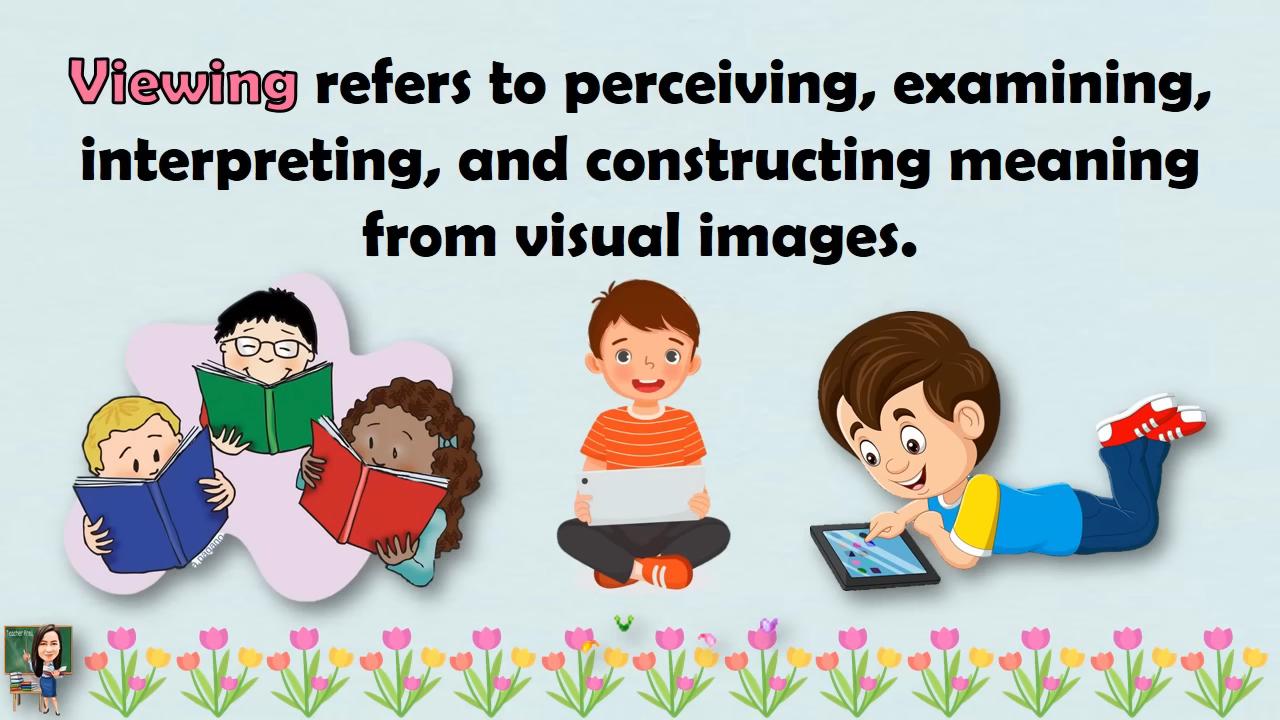 Viewing refers to perceiving, examining,
interpreting, and constructing meaning
from visual images.